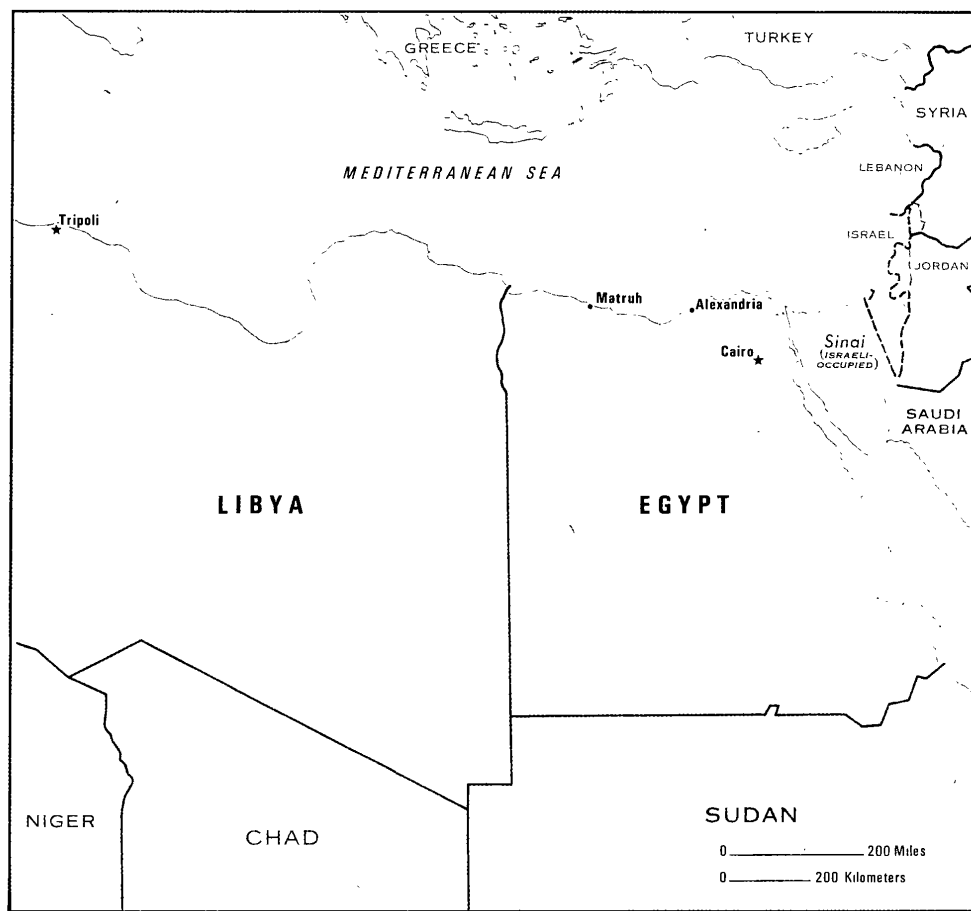 GREECE
TURKEY
SYRIA
MEDITERRANEAN SEA
LEBANON
Tripoli
ISRAEL
JORDAN
Matruh
Alexandria
Cairo
Sinai
(ISRAELI-
OCCUPIED)
SAUDI
ARABIA
LIBYA
EGYPT
NIGER
CHAD
SUDAN
0 200 Miles
0 200 Kilometers